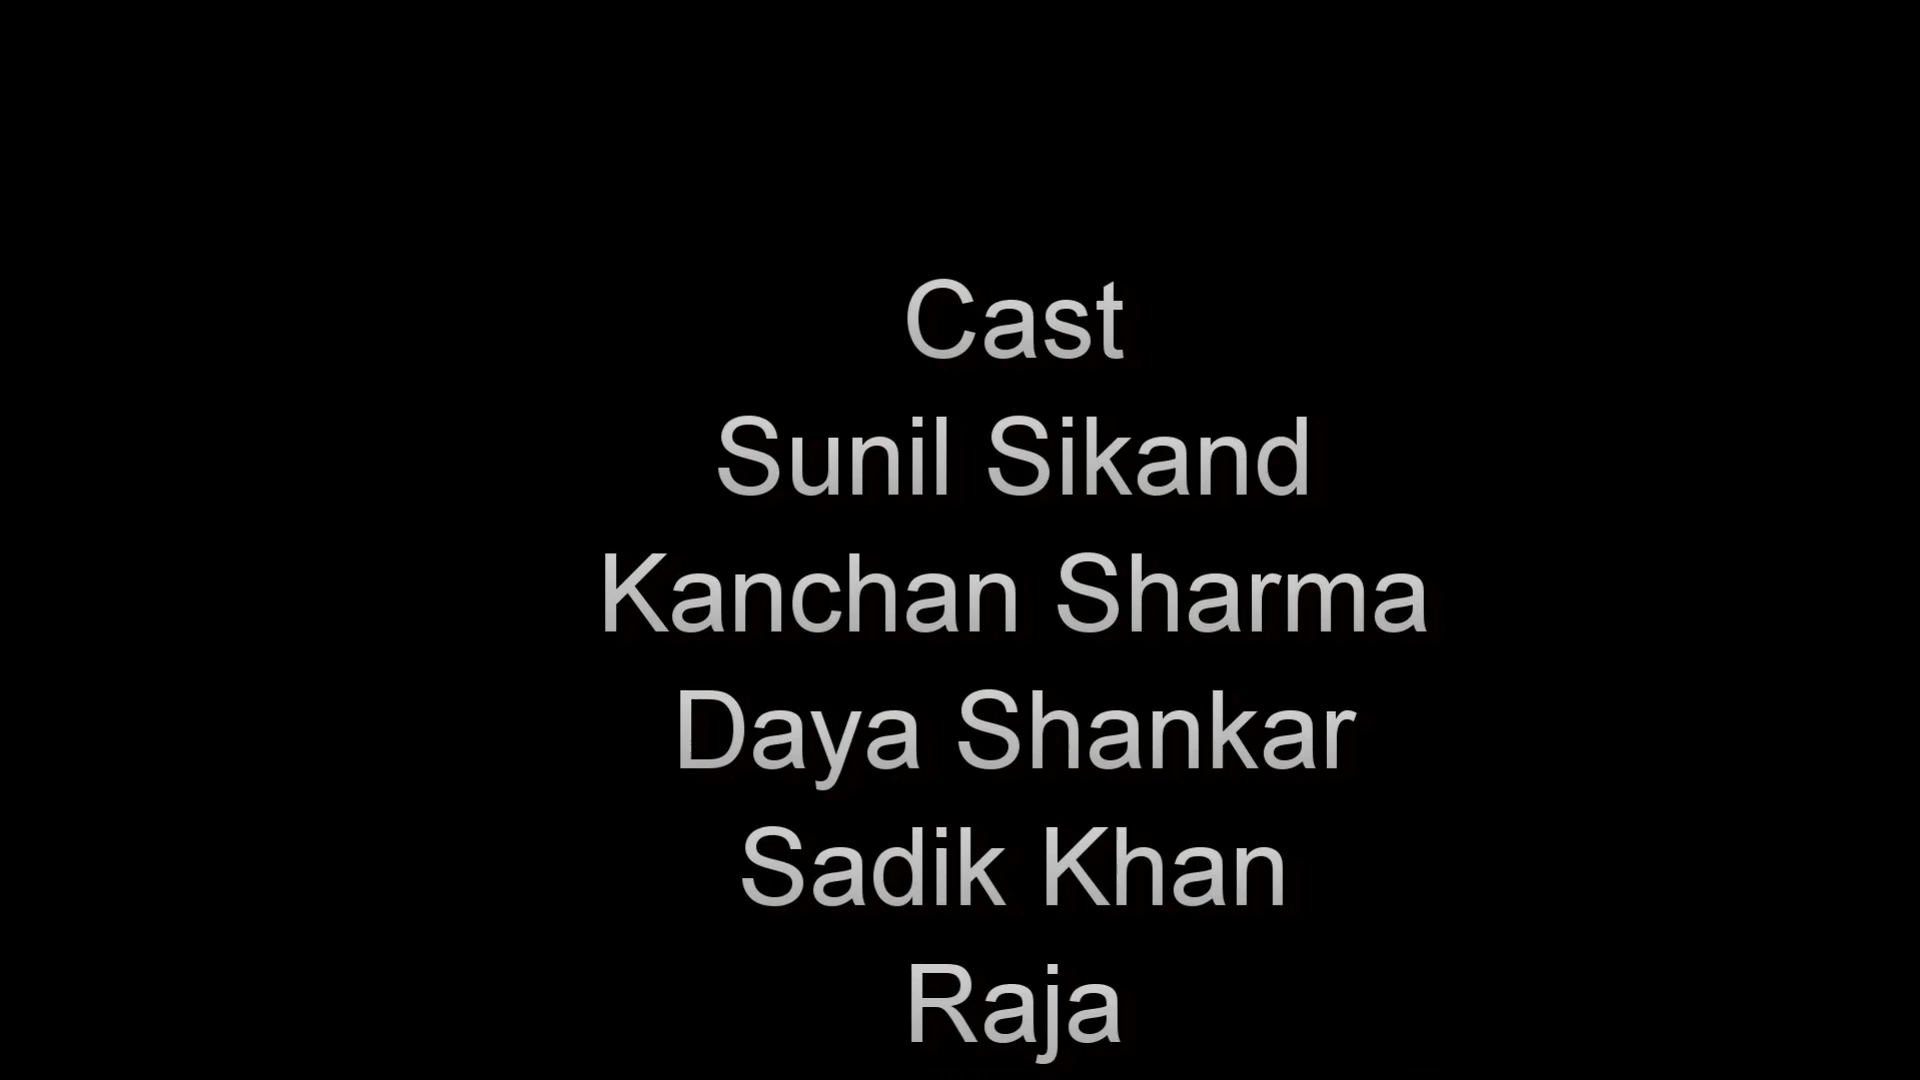 Cast
Sunil Sikand
Kanchan Sharma
Daya Shankar
Sadik Khan
Raja